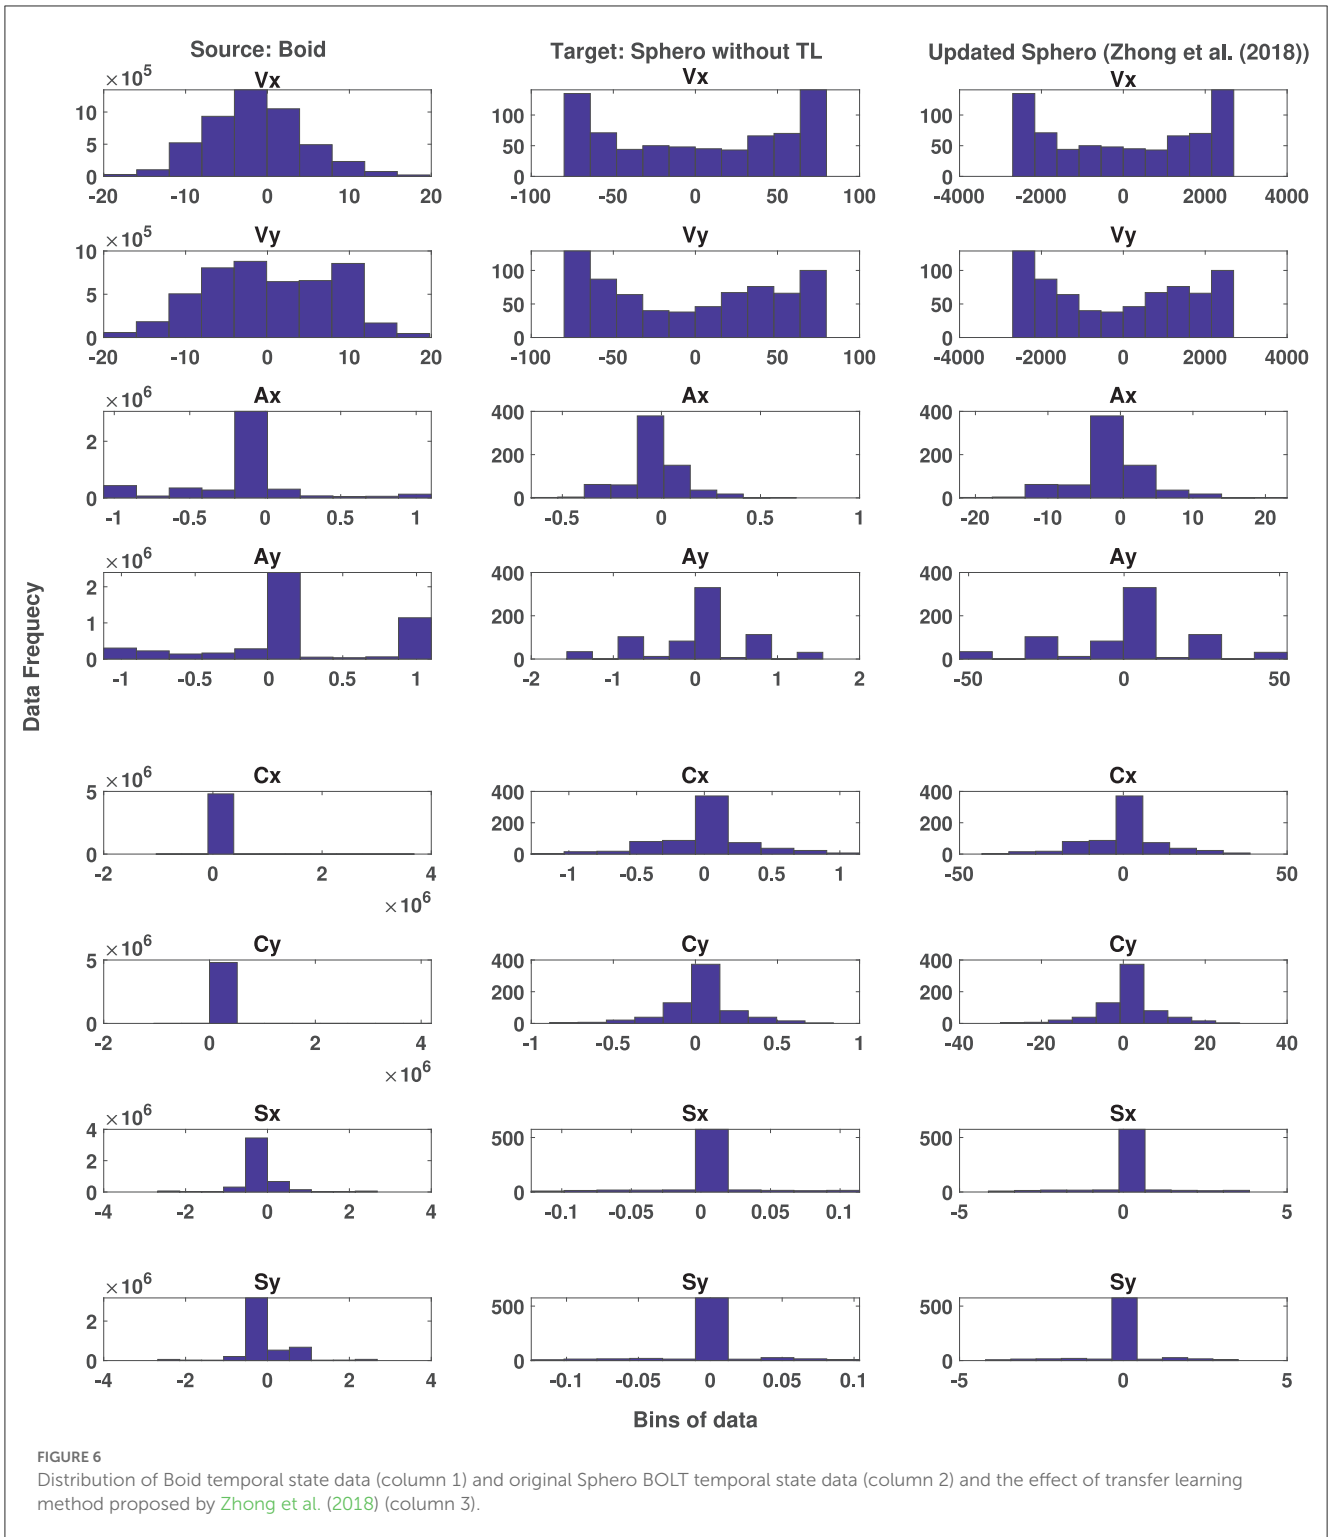 Source: Boid
Target: Sphero without TL
Updated Sphero (Zhong et al. (2018))
×10^5
Vx
10
5
0
-20 -10 0 10 20
Vx
100
50
0
-100 -50 0 50 100
Vx
100
50
0
-4000 -2000 0 2000 4000
×10^5
Vy
10
5
0
-20 -10 0 10 20
Vy
100
50
0
-100 -50 0 50 100
Vy
100
50
0
-4000 -2000 0 2000 4000
×10^6
Ax
2
0
-1 -0.5 0 0.5 1
Ax
400
200
0
-0.5 0 0.5 1
Ax
400
200
0
-20 -10 0 10 20
×10^6
Ay
2
1
0
-1 -0.5 0 0.5 1
Ay
400
200
0
-2 -1 0 1 2
Ay
400
200
0
-50 0 50
Data Frequecy
×10^6
Cx
5
0
-2 0 2 4
×10^6
Cx
400
200
0
-1 -0.5 0 0.5 1
Cx
400
200
0
-50 0 50
×10^6
Cy
5
0
-2 0 2 4
×10^6
Cy
400
200
0
-1 -0.5 0 0.5 1
Cy
400
200
0
-40 -20 0 20 40
×10^6
Sx
4
2
0
-4 -2 0 2 4
Sx
500
0
-0.1 -0.05 0 0.05 0.1
Sx
500
0
-5 0 5
×10^6
Sy
2
0
-4 -2 0 2 4
Sy
500
0
-0.1 -0.05 0 0.05 0.1
Sy
500
0
-5 0 5
Bins of data
FIGURE 6
Distribution of Boid temporal state data (column 1) and original Sphero BOLT temporal state data (column 2) and the effect of transfer learning
method proposed by Zhong et al. (2018) (column 3).